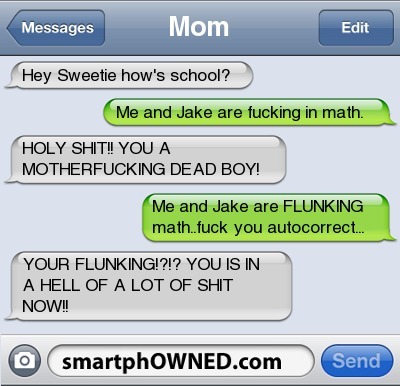 Messages
Mom
Edit
Hey Sweetie how's school?
Me and Jake are fucking in math.
HOLY SHIT!! YOU A
MOTHERFUCKING DEAD BOY!
Me and Jake are FLUNKING
math..fuck you autocorrect...
YOUR FLUNKING!?!? YOU IS IN
A HELL OF A LOT OF SHIT
NOW!!
smartphOWNED.com
Send